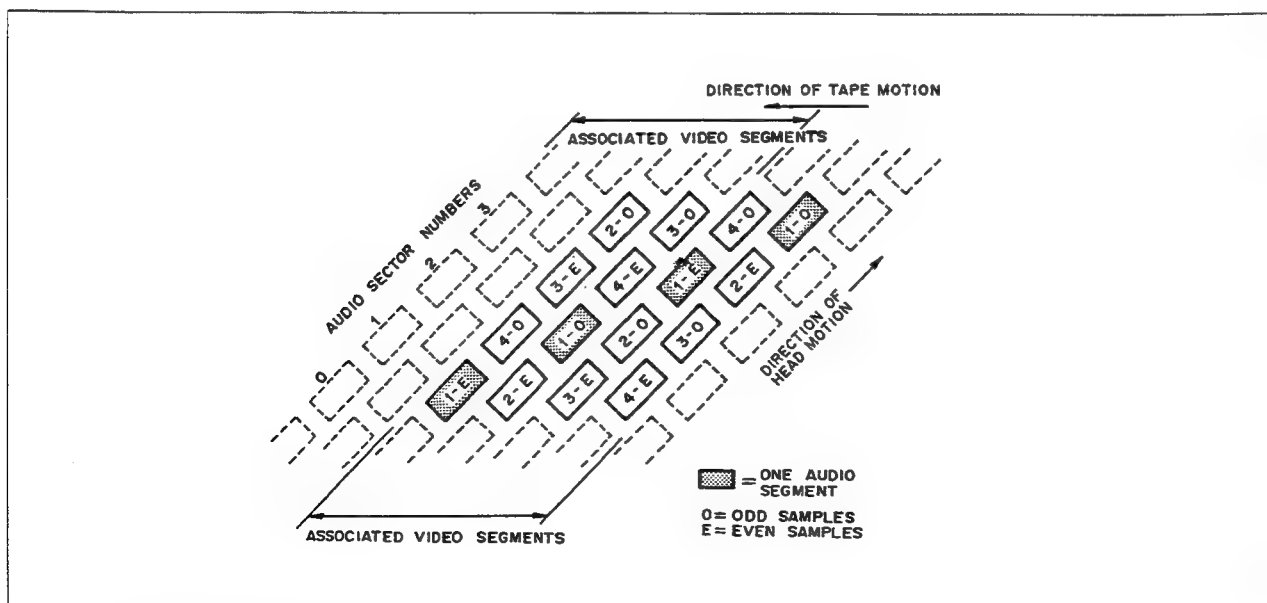 DIRECTION OF TAPE MOTION
ASSOCIATED VIDEO SEGMENTS
AUDIO SECTOR NUMBERS
0
1
2
3
2-O
3-O
4-O
1-O
3-E
4-E
1-E
2-E
4-O
1-O
2-O
3-O
1-E
2-E
3-E
4-E
DIRECTION OF
HEAD MOTION
= ONE AUDIO
SEGMENT
O= ODD SAMPLES
E= EVEN SAMPLES
ASSOCIATED VIDEO SEGMENTS